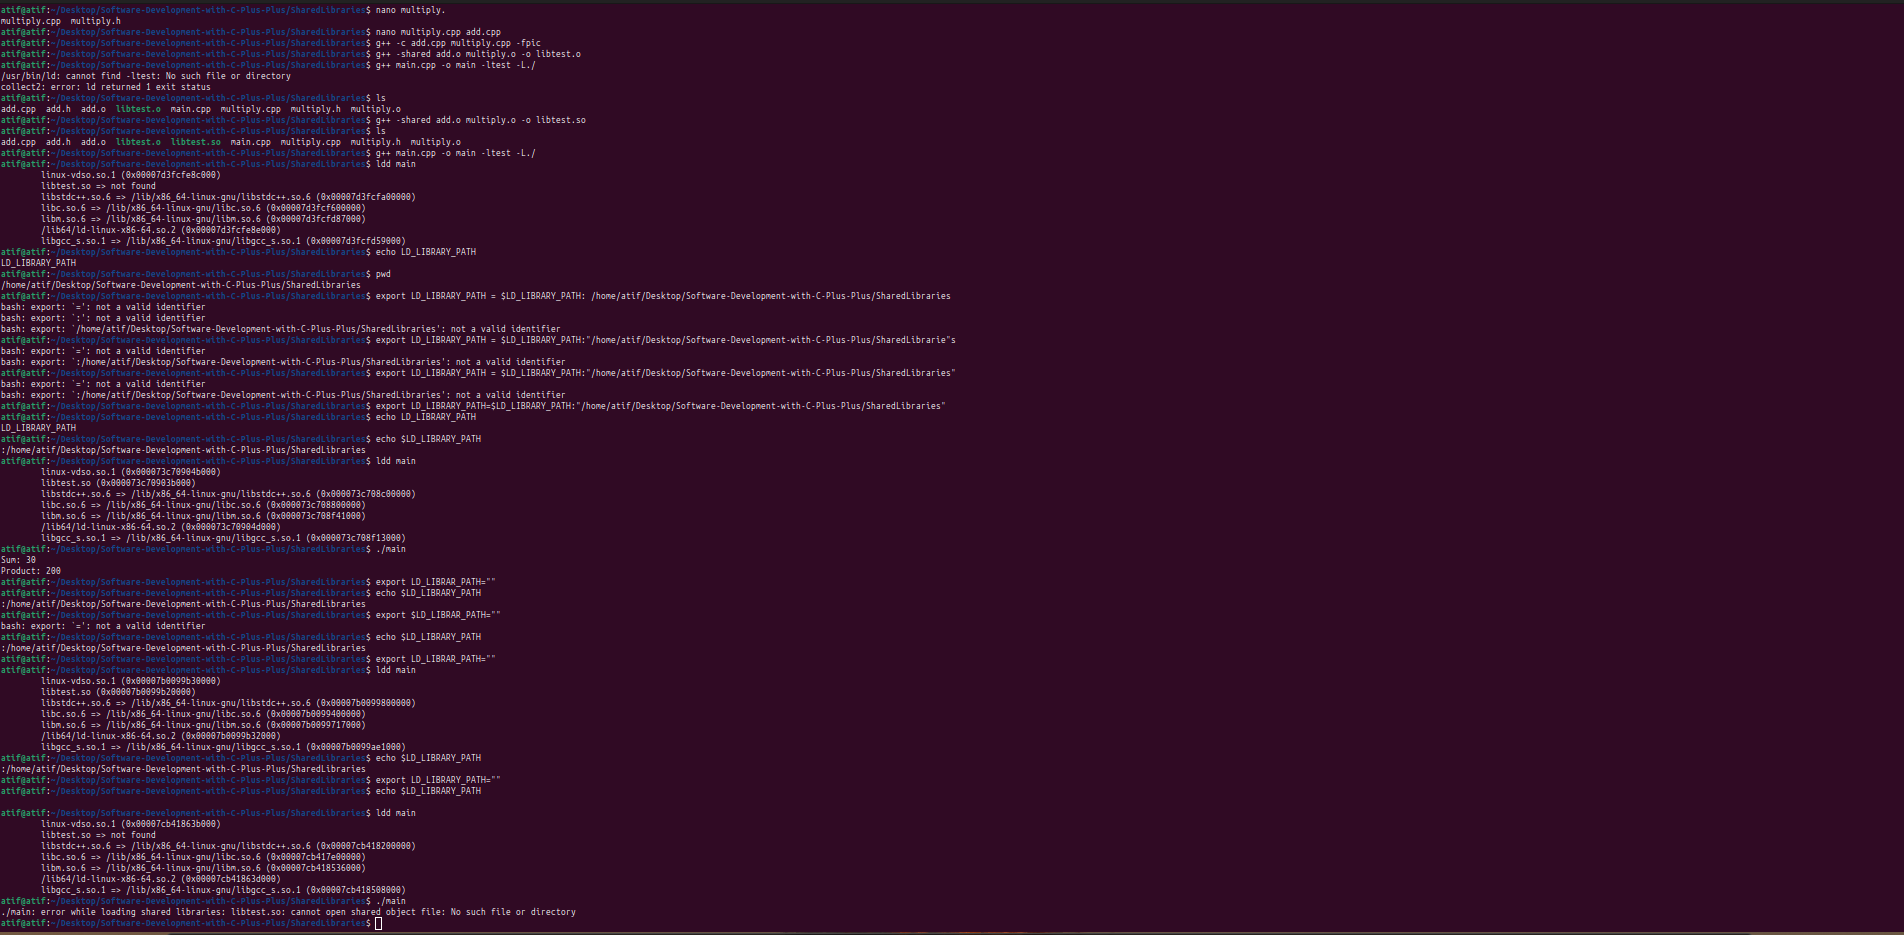 atif@atif:~/Desktop/Software-Development-with-C-Plus-Plus/SharedLibraries$ nano multiply.
multiply.cpp  multiply.h
atif@atif:~/Desktop/Software-Development-with-C-Plus-Plus/SharedLibraries$ nano multiply.cpp add.cpp
atif@atif:~/Desktop/Software-Development-with-C-Plus-Plus/SharedLibraries$ g++ -c add.cpp multiply.cpp -fpic
atif@atif:~/Desktop/Software-Development-with-C-Plus-Plus/SharedLibraries$ g++ -shared add.o multiply.o -o libtest.o
atif@atif:~/Desktop/Software-Development-with-C-Plus-Plus/SharedLibraries$ g++ main.cpp -o main -ltest -L./
/usr/bin/ld: cannot find -ltest: No such file or directory
collect2: error: ld returned 1 exit status
atif@atif:~/Desktop/Software-Development-with-C-Plus-Plus/SharedLibraries$ ls
add.cpp  add.h  add.o  libtest.o  main.cpp  multiply.cpp  multiply.h  multiply.o
atif@atif:~/Desktop/Software-Development-with-C-Plus-Plus/SharedLibraries$ g++ -shared add.o multiply.o -o libtest.so
atif@atif:~/Desktop/Software-Development-with-C-Plus-Plus/SharedLibraries$ ls
add.cpp  add.h  add.o  libtest.o  libtest.so  main.cpp  multiply.cpp  multiply.h  multiply.o
atif@atif:~/Desktop/Software-Development-with-C-Plus-Plus/SharedLibraries$ g++ main.cpp -o main -ltest -L./
atif@atif:~/Desktop/Software-Development-with-C-Plus-Plus/SharedLibraries$ ldd main
linux-vdso.so.1 (0x00007d3fcfe8c000)
libtest.so => not found
libstdc++.so.6 => /lib/x86_64-linux-gnu/libstdc++.so.6 (0x00007d3fcfa00000)
libc.so.6 => /lib/x86_64-linux-gnu/libc.so.6 (0x00007d3fcf600000)
libm.so.6 => /lib/x86_64-linux-gnu/libm.so.6 (0x00007d3fcfd87000)
/lib64/ld-linux-x86-64.so.2 (0x00007d3fcfe8e000)
libgcc_s.so.1 => /lib/x86_64-linux-gnu/libgcc_s.so.1 (0x00007d3fcfd59000)
atif@atif:~/Desktop/Software-Development-with-C-Plus-Plus/SharedLibraries$ echo LD_LIBRARY_PATH
LD_LIBRARY_PATH
atif@atif:~/Desktop/Software-Development-with-C-Plus-Plus/SharedLibraries$ pwd
/home/atif/Desktop/Software-Development-with-C-Plus-Plus/SharedLibraries
atif@atif:~/Desktop/Software-Development-with-C-Plus-Plus/SharedLibraries$ export LD_LIBRARY_PATH = $LD_LIBRARY_PATH: /home/atif/Desktop/Software-Development-with-C-Plus-Plus/SharedLibraries
bash: export: `=': not a valid identifier
bash: export: `:': not a valid identifier
bash: export: `/home/atif/Desktop/Software-Development-with-C-Plus-Plus/SharedLibraries': not a valid identifier
atif@atif:~/Desktop/Software-Development-with-C-Plus-Plus/SharedLibraries$ export LD_LIBRARY_PATH = $LD_LIBRARY_PATH:"/home/atif/Desktop/Software-Development-with-C-Plus-Plus/SharedLibrarie"s
bash: export: `=': not a valid identifier
bash: export: `:/home/atif/Desktop/Software-Development-with-C-Plus-Plus/SharedLibraries': not a valid identifier
atif@atif:~/Desktop/Software-Development-with-C-Plus-Plus/SharedLibraries$ export LD_LIBRARY_PATH = $LD_LIBRARY_PATH:"/home/atif/Desktop/Software-Development-with-C-Plus-Plus/SharedLibraries"
bash: export: `=': not a valid identifier
bash: export: `:/home/atif/Desktop/Software-Development-with-C-Plus-Plus/SharedLibraries': not a valid identifier
atif@atif:~/Desktop/Software-Development-with-C-Plus-Plus/SharedLibraries$ export LD_LIBRARY_PATH=$LD_LIBRARY_PATH:"/home/atif/Desktop/Software-Development-with-C-Plus-Plus/SharedLibraries"
atif@atif:~/Desktop/Software-Development-with-C-Plus-Plus/SharedLibraries$ echo LD_LIBRARY_PATH
LD_LIBRARY_PATH
atif@atif:~/Desktop/Software-Development-with-C-Plus-Plus/SharedLibraries$ echo $LD_LIBRARY_PATH
:/home/atif/Desktop/Software-Development-with-C-Plus-Plus/SharedLibraries
atif@atif:~/Desktop/Software-Development-with-C-Plus-Plus/SharedLibraries$ ldd main
linux-vdso.so.1 (0x000073c70904b000)
libtest.so (0x000073c70903b000)
libstdc++.so.6 => /lib/x86_64-linux-gnu/libstdc++.so.6 (0x000073c708c00000)
libc.so.6 => /lib/x86_64-linux-gnu/libc.so.6 (0x000073c708800000)
libm.so.6 => /lib/x86_64-linux-gnu/libm.so.6 (0x000073c708f41000)
/lib64/ld-linux-x86-64.so.2 (0x000073c70904d000)
libgcc_s.so.1 => /lib/x86_64-linux-gnu/libgcc_s.so.1 (0x000073c708f13000)
atif@atif:~/Desktop/Software-Development-with-C-Plus-Plus/SharedLibraries$ ./main
Sum: 30
Product: 200
atif@atif:~/Desktop/Software-Development-with-C-Plus-Plus/SharedLibraries$ export LD_LIBRAR_PATH=""
atif@atif:~/Desktop/Software-Development-with-C-Plus-Plus/SharedLibraries$ echo $LD_LIBRARY_PATH
:/home/atif/Desktop/Software-Development-with-C-Plus-Plus/SharedLibraries
atif@atif:~/Desktop/Software-Development-with-C-Plus-Plus/SharedLibraries$ export $LD_LIBRAR_PATH=""
bash: export: `=': not a valid identifier
atif@atif:~/Desktop/Software-Development-with-C-Plus-Plus/SharedLibraries$ echo $LD_LIBRARY_PATH
:/home/atif/Desktop/Software-Development-with-C-Plus-Plus/SharedLibraries
atif@atif:~/Desktop/Software-Development-with-C-Plus-Plus/SharedLibraries$ export LD_LIBRAR_PATH=""
atif@atif:~/Desktop/Software-Development-with-C-Plus-Plus/SharedLibraries$ ldd main
linux-vdso.so.1 (0x00007b0099b30000)
libtest.so (0x00007b0099b20000)
libstdc++.so.6 => /lib/x86_64-linux-gnu/libstdc++.so.6 (0x00007b0099800000)
libc.so.6 => /lib/x86_64-linux-gnu/libc.so.6 (0x00007b0099400000)
libm.so.6 => /lib/x86_64-linux-gnu/libm.so.6 (0x00007b0099717000)
/lib64/ld-linux-x86-64.so.2 (0x00007b0099b32000)
libgcc_s.so.1 => /lib/x86_64-linux-gnu/libgcc_s.so.1 (0x00007b0099ae1000)
atif@atif:~/Desktop/Software-Development-with-C-Plus-Plus/SharedLibraries$ echo $LD_LIBRARY_PATH
:/home/atif/Desktop/Software-Development-with-C-Plus-Plus/SharedLibraries
atif@atif:~/Desktop/Software-Development-with-C-Plus-Plus/SharedLibraries$ export LD_LIBRARY_PATH=""
atif@atif:~/Desktop/Software-Development-with-C-Plus-Plus/SharedLibraries$ echo $LD_LIBRARY_PATH

atif@atif:~/Desktop/Software-Development-with-C-Plus-Plus/SharedLibraries$ ldd main
linux-vdso.so.1 (0x00007cb41863b000)
libtest.so => not found
libstdc++.so.6 => /lib/x86_64-linux-gnu/libstdc++.so.6 (0x00007cb418200000)
libc.so.6 => /lib/x86_64-linux-gnu/libc.so.6 (0x00007cb417e00000)
libm.so.6 => /lib/x86_64-linux-gnu/libm.so.6 (0x00007cb418536000)
/lib64/ld-linux-x86-64.so.2 (0x00007cb41863d000)
libgcc_s.so.1 => /lib/x86_64-linux-gnu/libgcc_s.so.1 (0x00007cb418508000)
atif@atif:~/Desktop/Software-Development-with-C-Plus-Plus/SharedLibraries$ ./main
./main: error while loading shared libraries: libtest.so: cannot open shared object file: No such file or directory
atif@atif:~/Desktop/Software-Development-with-C-Plus-Plus/SharedLibraries$